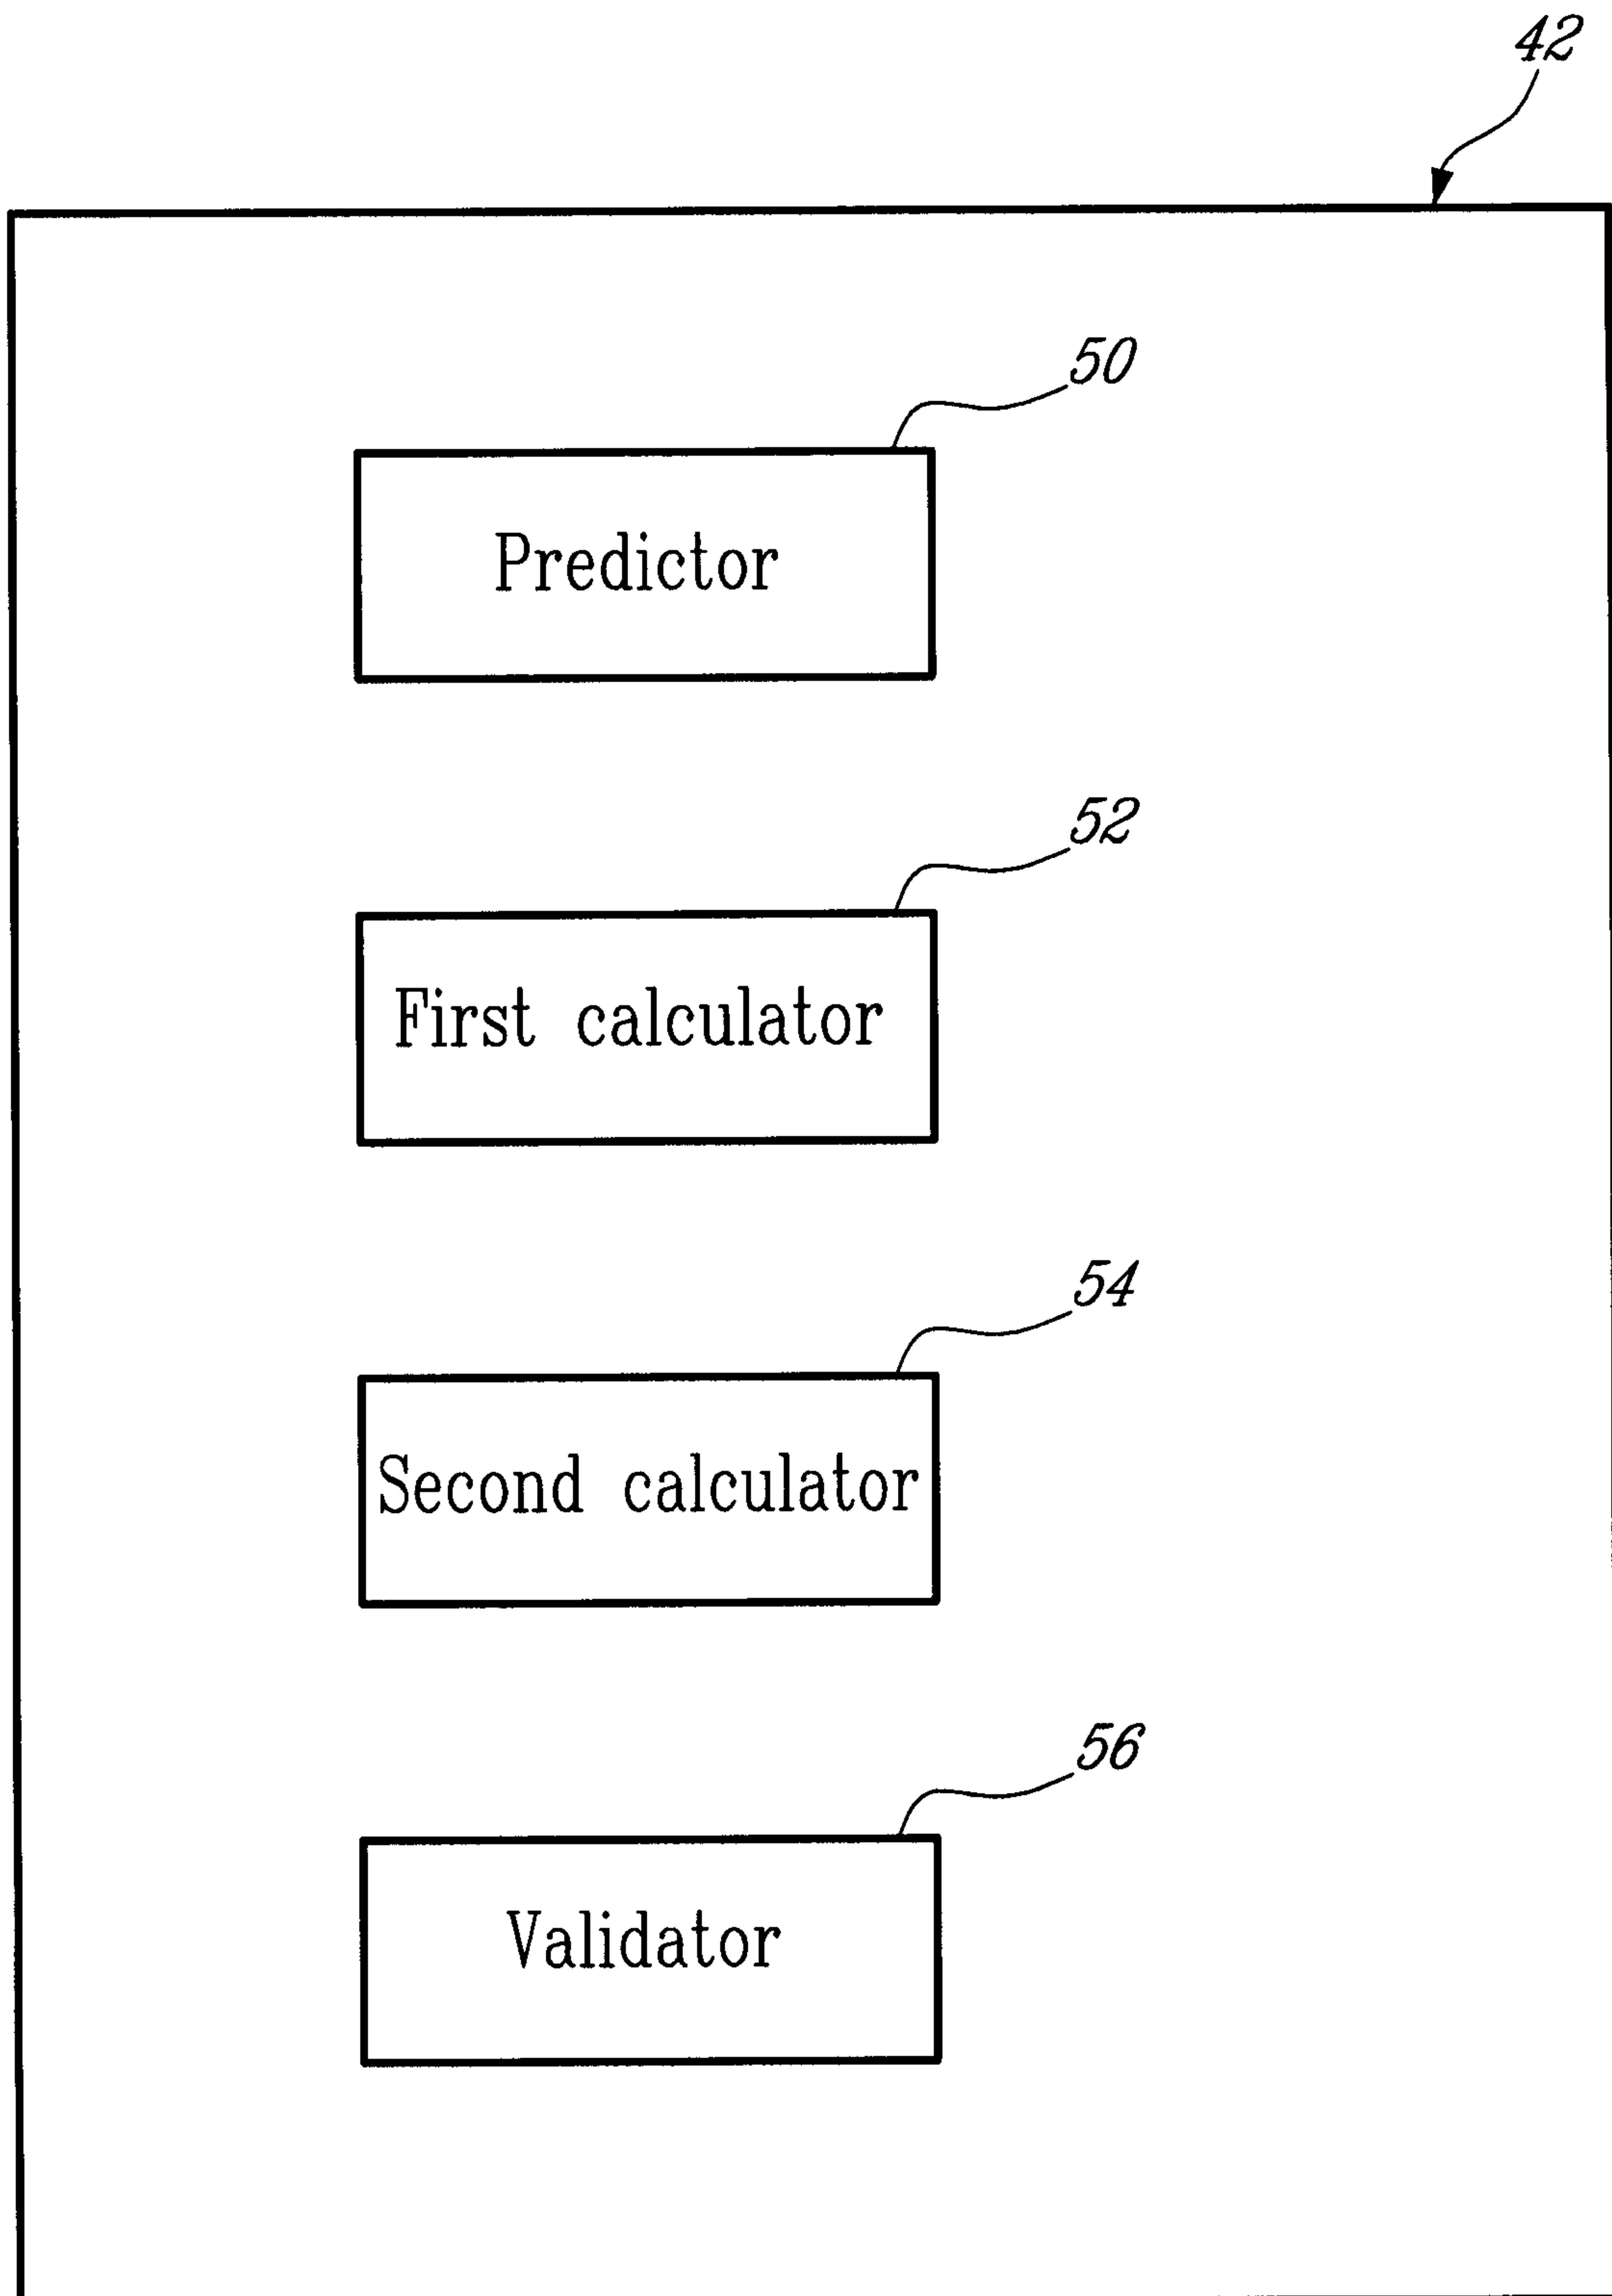 42
50
Predictor
52
First calculator
54
Second calculator
56
Validator